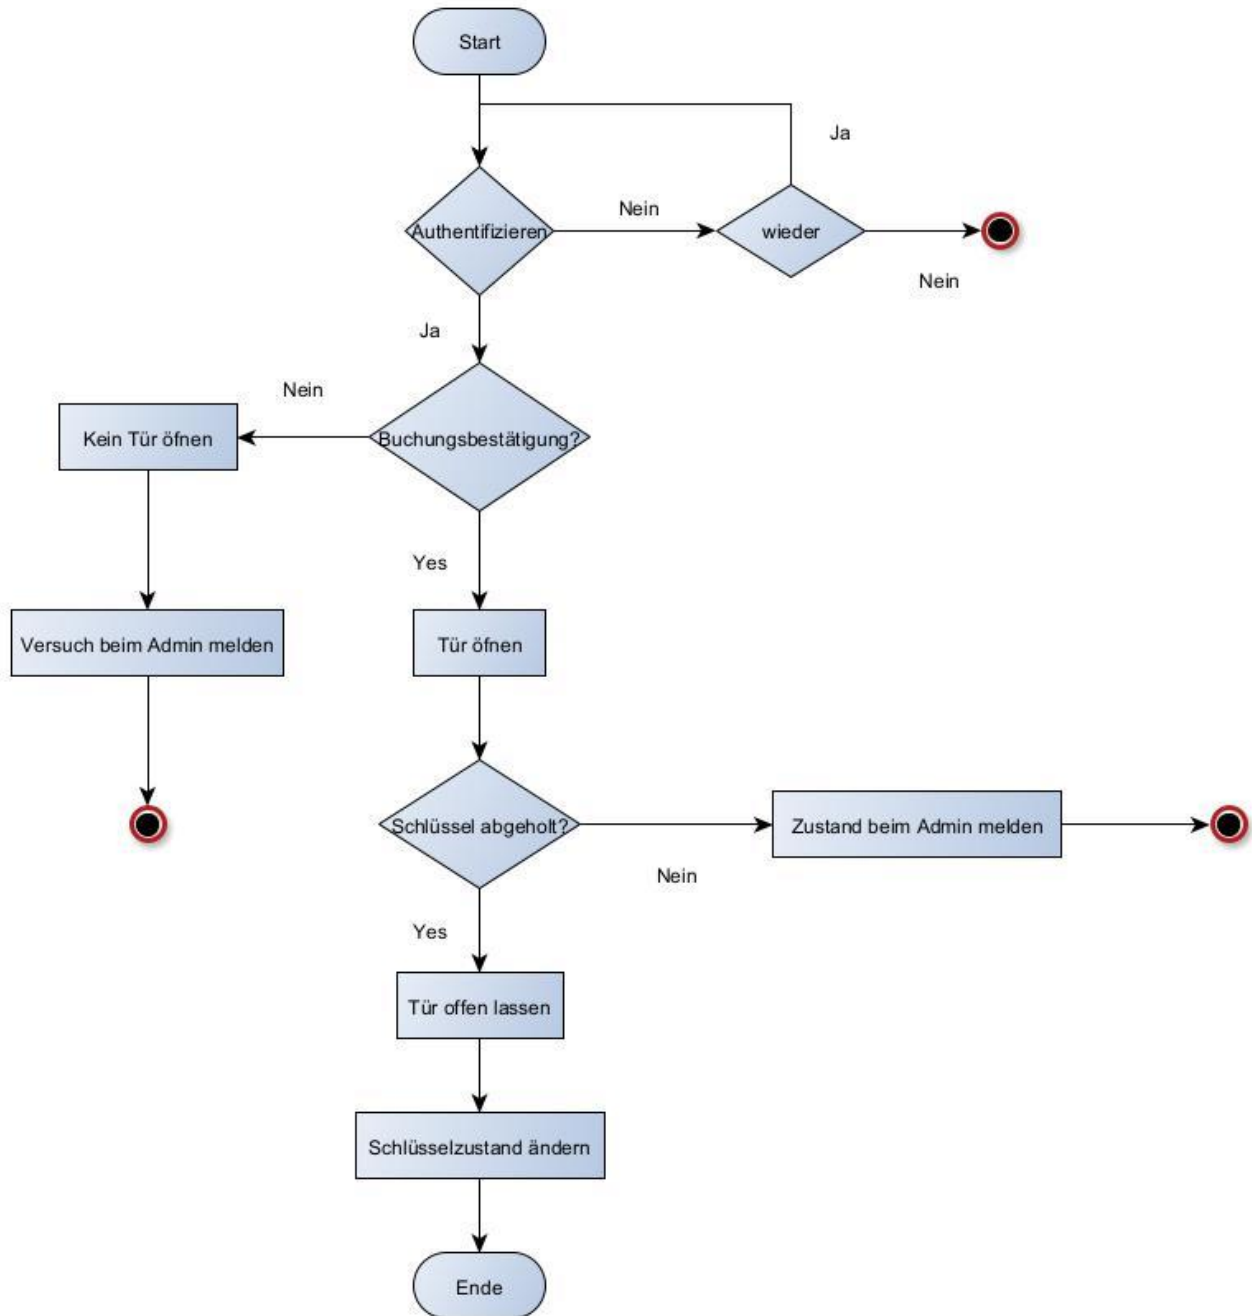 Start
Ja
Nein
Authentifizieren
wieder
Nein
Ja
Nein
Buchungsbestätigung?
Kein Tür öfnen
Yes
Versuch beim Admin melden
Tür öfnen
Schlüssel abgeholt?
Zustand beim Admin melden
Nein
Yes
Tür offen lassen
Schlüsselzustand ändern
Ende